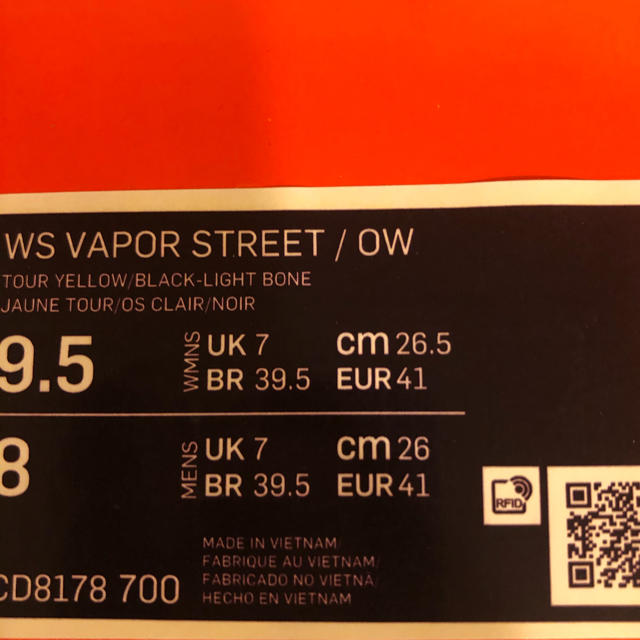 WS VAPOR STREET / OW
TOUR YELLOW/BLACK-LIGHT BONE
JAUNE TOUR/OS CLAIR/NOIR
9.5 WMNS UK 7 cm 26.5
BR 39.5 EUR 41
8 MENS UK 7 cm 26
BR 39.5 EUR 41
MADE IN VIETNAM/
FABRIQUE AU VIETNAM/
FABRICADO NO VIETNA
HECHO EN VIETNAM
CD8178 700
RFID